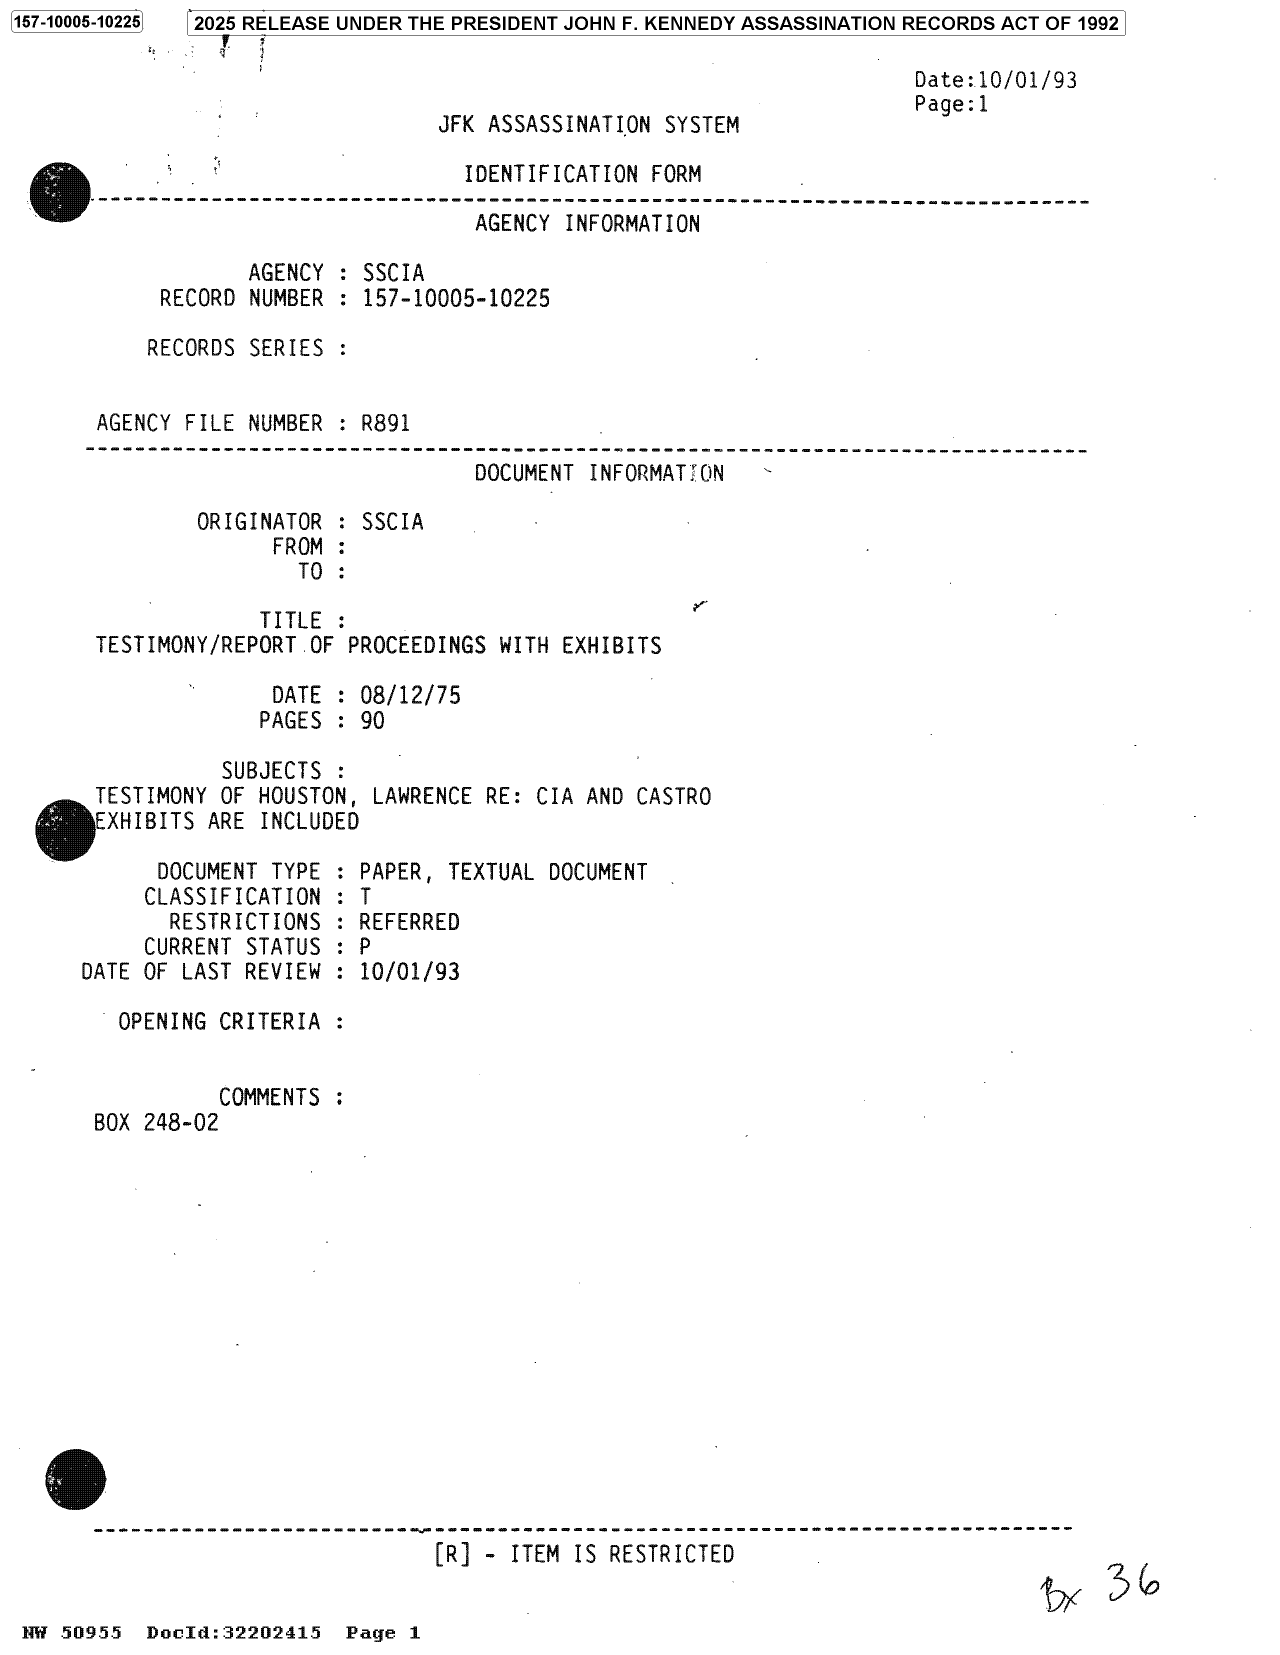 157-10005-10225
2025 RELEASE UNDER THE PRESIDENT JOHN F. KENNEDY ASSASSINATION RECORDS ACT OF 1992
Date:10/01/93
Page:1
JFK ASSASSINATION SYSTEM
IDENTIFICATION FORM
AGENCY INFORMATION
AGENCY : SSCIA
RECORD NUMBER : 157-10005-10225
RECORDS SERIES :
AGENCY FILE NUMBER : R891
DOCUMENT INFORMATION
ORIGINATOR : SSCIA
FROM :
TO :
TITLE :
TESTIMONY/REPORT OF PROCEEDINGS WITH EXHIBITS
DATE : 08/12/75
PAGES : 90
SUBJECTS :
TESTIMONY OF HOUSTON, LAWRENCE RE: CIA AND CASTRO
EXHIBITS ARE INCLUDED
DOCUMENT TYPE : PAPER, TEXTUAL DOCUMENT
CLASSIFICATION : T
RESTRICTIONS : REFERRED
CURRENT STATUS : P
DATE OF LAST REVIEW : 10/01/93
OPENING CRITERIA :
COMMENTS :
BOX 248-02
[R] - ITEM IS RESTRICTED
Bx 36
NW 50955 DocId:32202415 Page 1